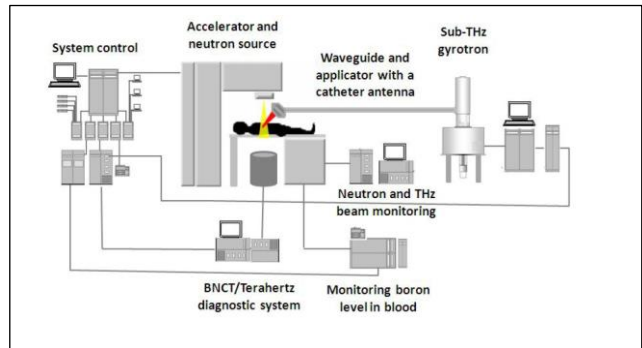 System control
Accelerator and
neutron source
Waveguide and
applicator with a
catheter antenna
Sub-THz
gyrotron
Neutron and THz
beam monitoring
BNCT/Terahertz
diagnostic system
Monitoring boron
level in blood